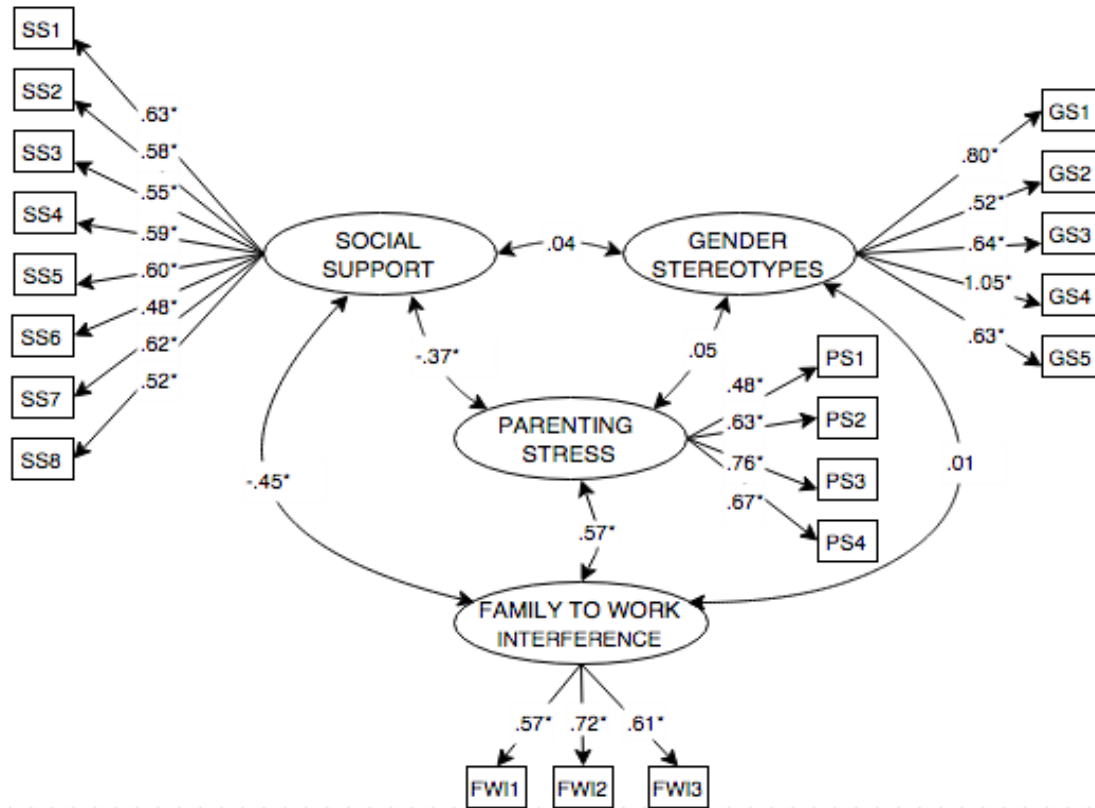 SS1
SS2
SS3
SS4
SS5
SS6
SS7
SS8
.63*
.58*
.55*
.59*
.60*
.48*
.62*
.52*
SOCIAL
SUPPORT
.04
GENDER
STEREOTYPES
.80*
.52*
.64*
1.05*
.63*
GS1
GS2
GS3
GS4
GS5
-.37*
.05
PARENTING
STRESS
.48*
.63*
.76*
.67*
PS1
PS2
PS3
PS4
-.45*
.57*
.01
FAMILY TO WORK
INTERFERENCE
.57*
.72*
.61*
FWI1
FWI2
FWI3